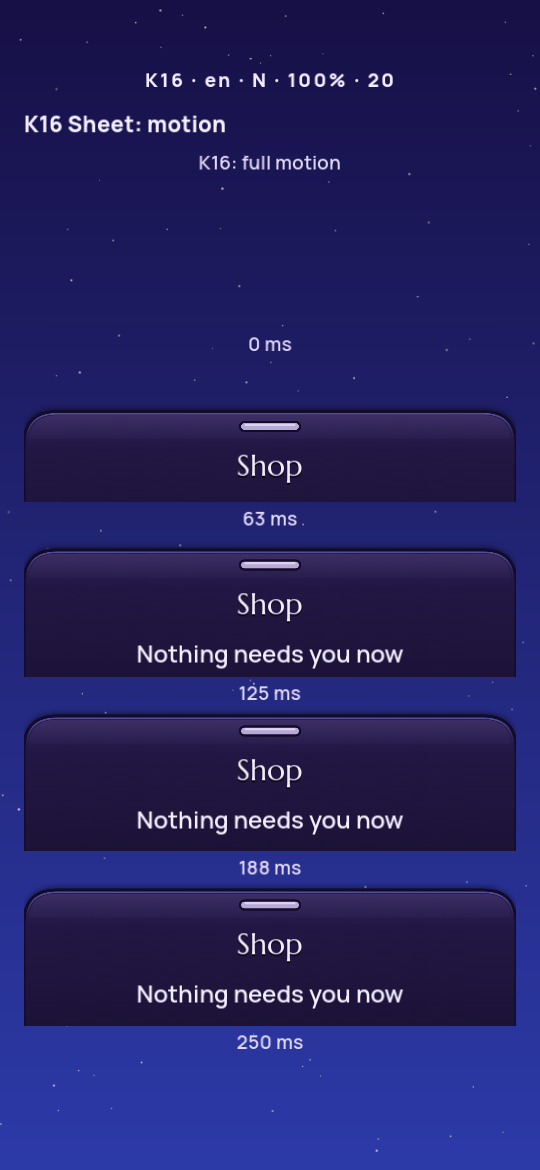 K16 · en · N · 100% · 20
K16 Sheet: motion
K16: full motion
0 ms
Shop
63 ms
Shop
Nothing needs you now
125 ms
Shop
Nothing needs you now
188 ms
Shop
Nothing needs you now
250 ms